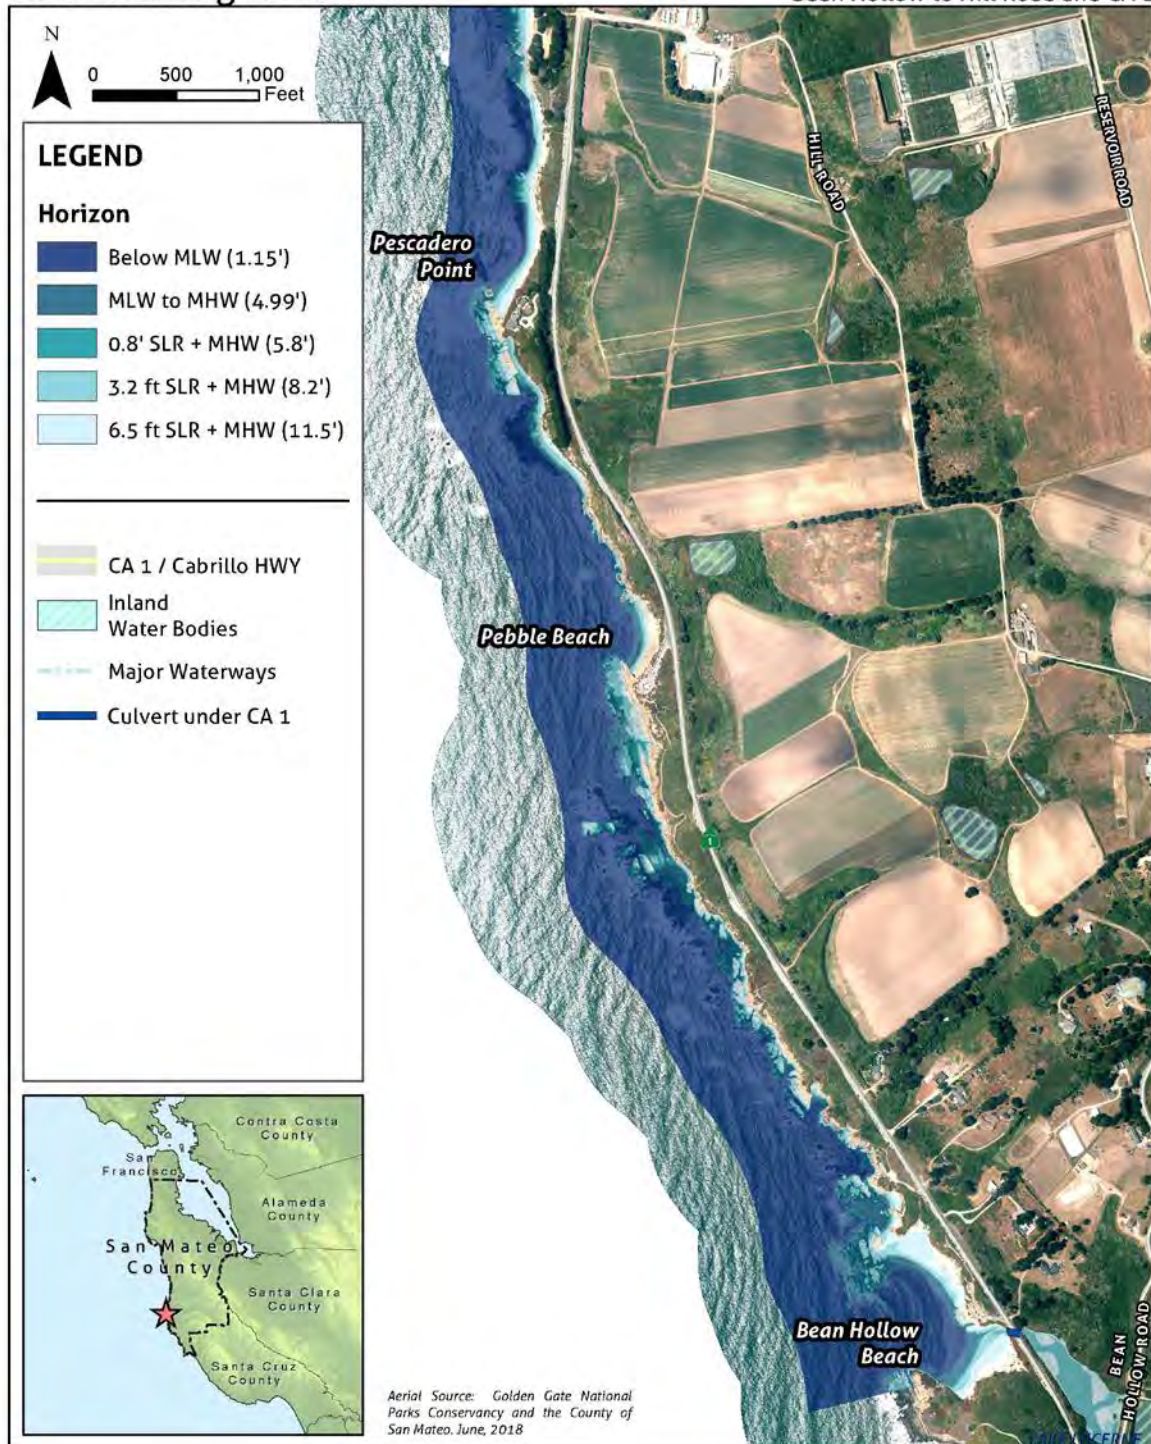 N
0 500 1,000
Feet
LEGEND
Horizon
Below MLW (1.15')
MLW to MHW (4.99')
0.8' SLR + MHW (5.8')
3.2 ft SLR + MHW (8.2')
6.5 ft SLR + MHW (11.5')
CA 1 / Cabrillo HWY
Inland
Water Bodies
Major Waterways
Culvert under CA 1
Pescadero
Point
HILL ROAD
RESERVOIR ROAD
Pebble Beach
1
Bean Hollow
Beach
BEAN
HOLLOW ROAD
LAKE LUCERNE
Contra Costa
County
San
Francisco
Alameda
County
San Mateo
County
Santa Clara
County
Santa Cruz
County
Aerial Source: Golden Gate National
Parks Conservancy and the County of
San Mateo. June, 2018